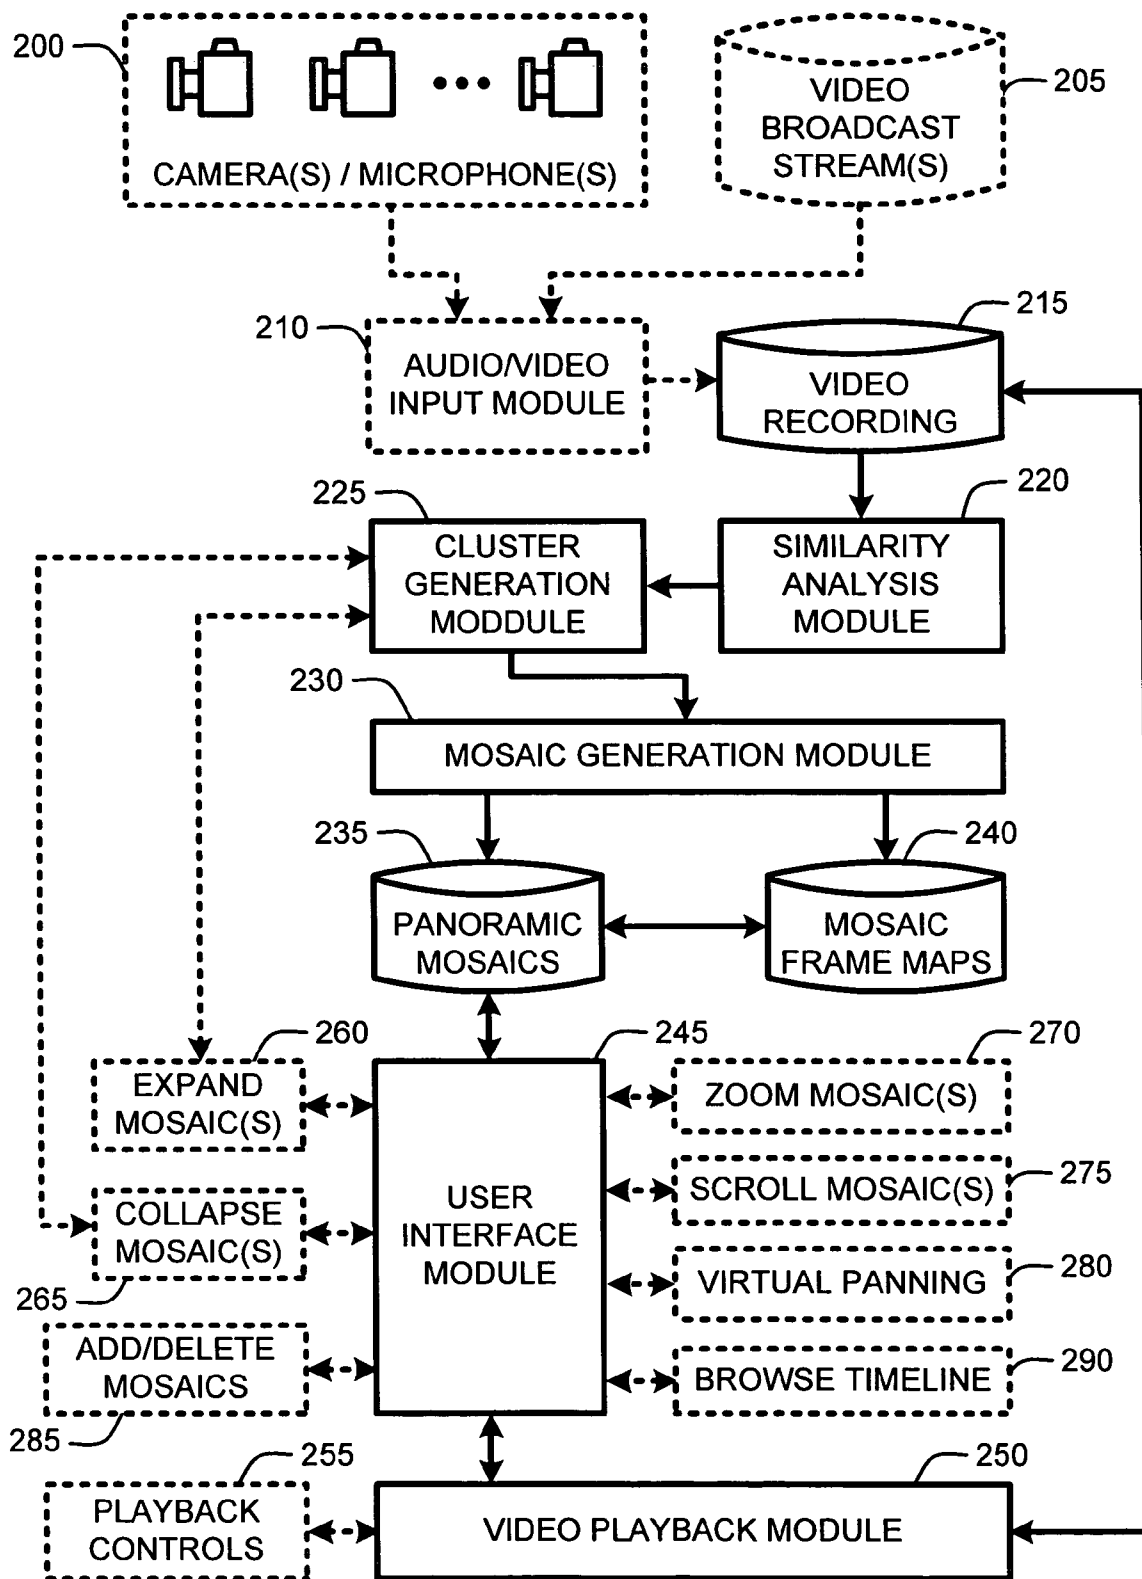 200
CAMERA(S) / MICROPHONE(S)
VIDEO
BROADCAST
STREAM(S)
205
210
AUDIO/VIDEO
INPUT MODULE
215
VIDEO
RECORDING
225
CLUSTER
GENERATION
MODDULE
220
SIMILARITY
ANALYSIS
MODULE
230
MOSAIC GENERATION MODULE
235
PANORAMIC
MOSAICS
240
MOSAIC
FRAME MAPS
260
EXPAND
MOSAIC(S)
245
USER
INTERFACE
MODULE
270
ZOOM MOSAIC(S)
SCROLL MOSAIC(S)
275
COLLAPSE
MOSAIC(S)
265
VIRTUAL PANNING
280
ADD/DELETE
MOSAICS
285
BROWSE TIMELINE
290
255
PLAYBACK
CONTROLS
250
VIDEO PLAYBACK MODULE